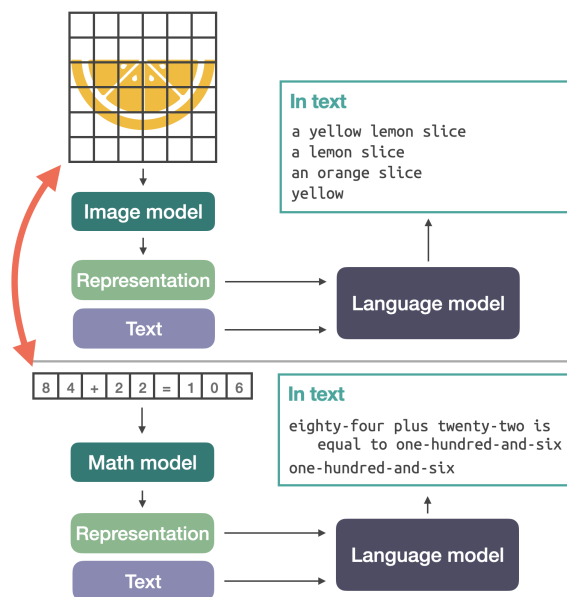 In text
a yellow lemon slice
a lemon slice
an orange slice
yellow
Image model
Representation
Text
Language model
8 4 + 2 2 = 1 0 6
In text
eighty-four plus twenty-two is
equal to one-hundred-and-six
one-hundred-and-six
Math model
Representation
Text
Language model